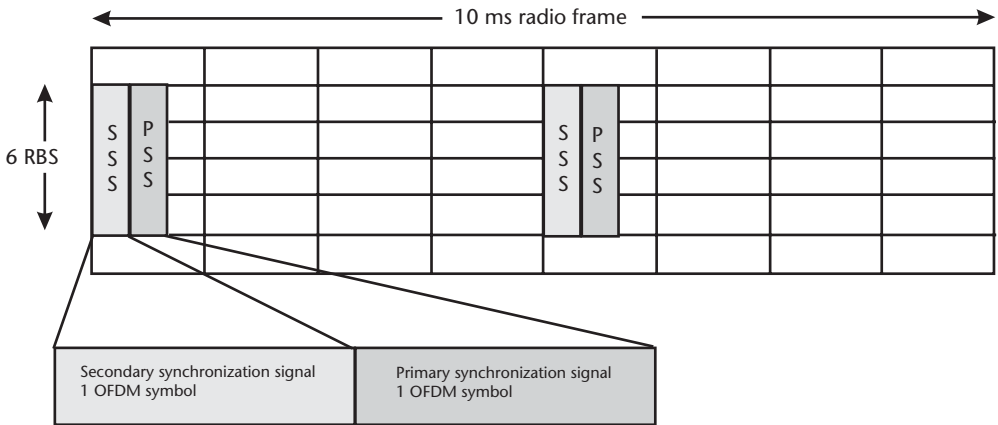 10 ms radio frame
6 RBS
S
S
S
P
S
S
S
S
S
P
S
S
Secondary synchronization signal
1 OFDM symbol
Primary synchronization signal
1 OFDM symbol